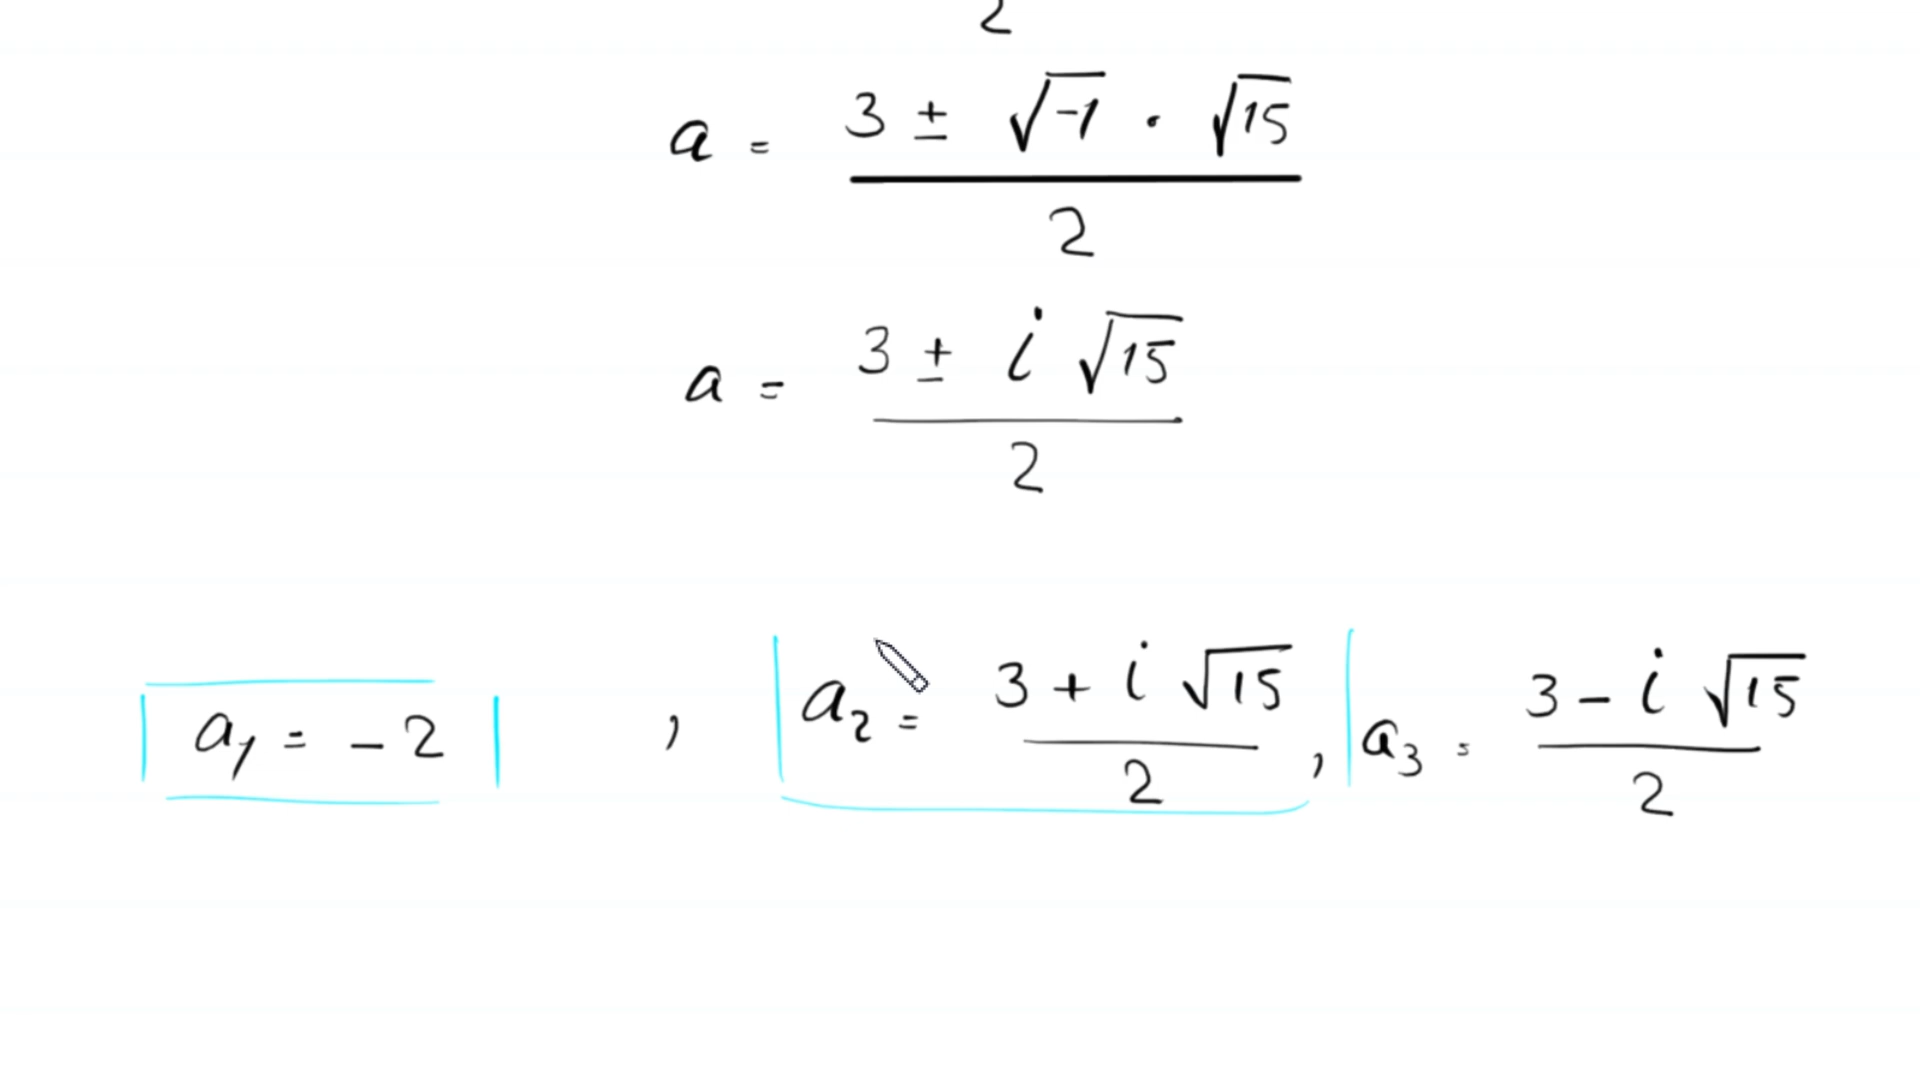 2
a = (3 ± √-1 · √15) / 2
a = (3 ± i √15) / 2
a₁ = -2 , a₂ = (3 + i √15) / 2 , a₃ = (3 - i √15) / 2